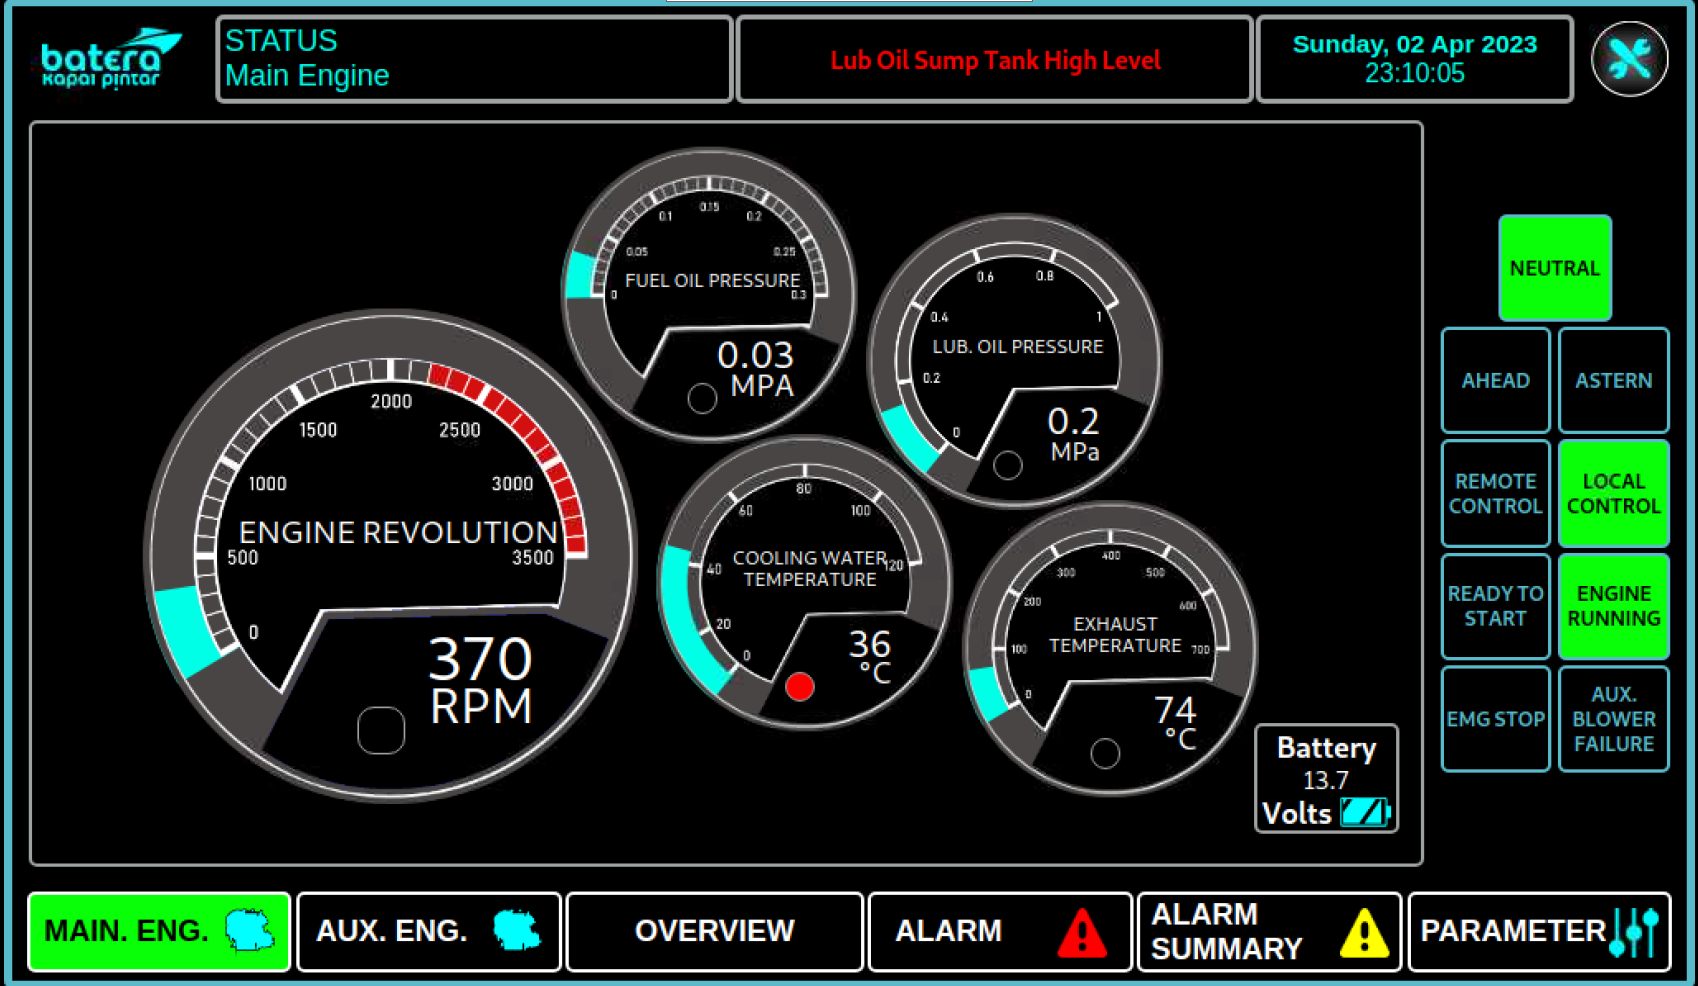 batera
kapal pintar
STATUS
Main Engine
Lub Oil Sump Tank High Level
Sunday, 02 Apr 2023
23:10:05
0
0.05
0.1
0.15
0.2
0.25
0.3
FUEL OIL PRESSURE
0.03
MPA
0
0.2
0.4
0.6
0.8
1
LUB. OIL PRESSURE
0.2
MPa
0
500
1000
1500
2000
2500
3000
3500
ENGINE REVOLUTION
370
RPM
0
20
40
60
80
100
120
COOLING WATER
TEMPERATURE
36
°C
0
100
200
300
400
500
600
700
EXHAUST
TEMPERATURE
74
°C
Battery
13.7
Volts
NEUTRAL
AHEAD
ASTERN
REMOTE
CONTROL
LOCAL
CONTROL
READY TO
START
ENGINE
RUNNING
EMG STOP
AUX.
BLOWER
FAILURE
MAIN. ENG.
AUX. ENG.
OVERVIEW
ALARM
ALARM
SUMMARY
PARAMETER